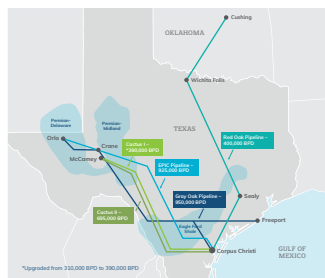 Cushing
OKLAHOMA
Wichita Falls
Permian-
Delaware
Permian-
Midland
TEXAS
Red Oak Pipeline –
400,000 BPD
Orla
Crane
McCamey
Cactus I –
*390,000 BPD
EPIC Pipeline –
925,000 BPD
Gray Oak Pipeline –
950,000 BPD
Sealy
Cactus II –
685,000 BPD
Freeport
Eagle Ford
Shale
Corpus Christi
GULF OF
MEXICO
*Upgraded from 310,000 BPD to 390,000 BPD